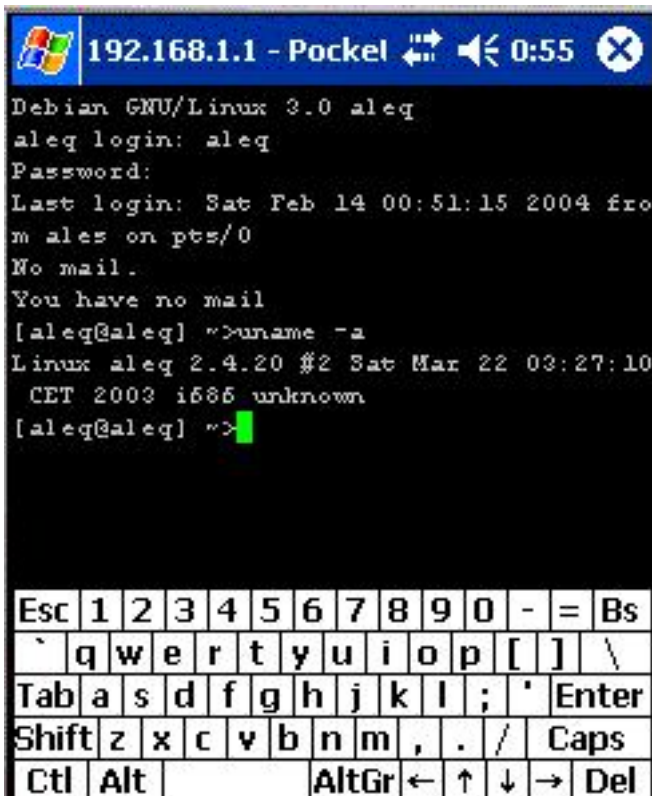 192.168.1.1 - Pocket 0:55
Debian GNU/Linux 3.0 aleq
aleq login: aleq
Password:
Last login: Sat Feb 14 00:51:15 2004 fro
m ales on pts/0
No mail.
You have no mail
[aleq@aleq] ~>uname -a
Linux aleq 2.4.20 #2 Sat Mar 22 03:27:10
CET 2003 i686 unknown
[aleq@aleq] ~>
Esc 1 2 3 4 5 6 7 8 9 0 - = Bs
` q w e r t y u i o p [ ] \
Tab a s d f g h j k l ; ' Enter
Shift z x c v b n m , . / Caps
Ctl Alt AltGr ← ↑ ↓ → Del